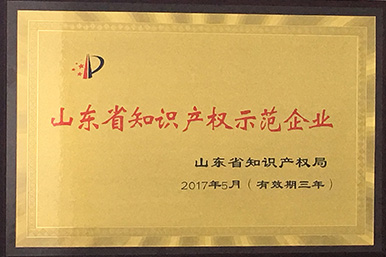 山东省知识产权示范企业
山东省知识产权局
2017年5月（有效期三年）